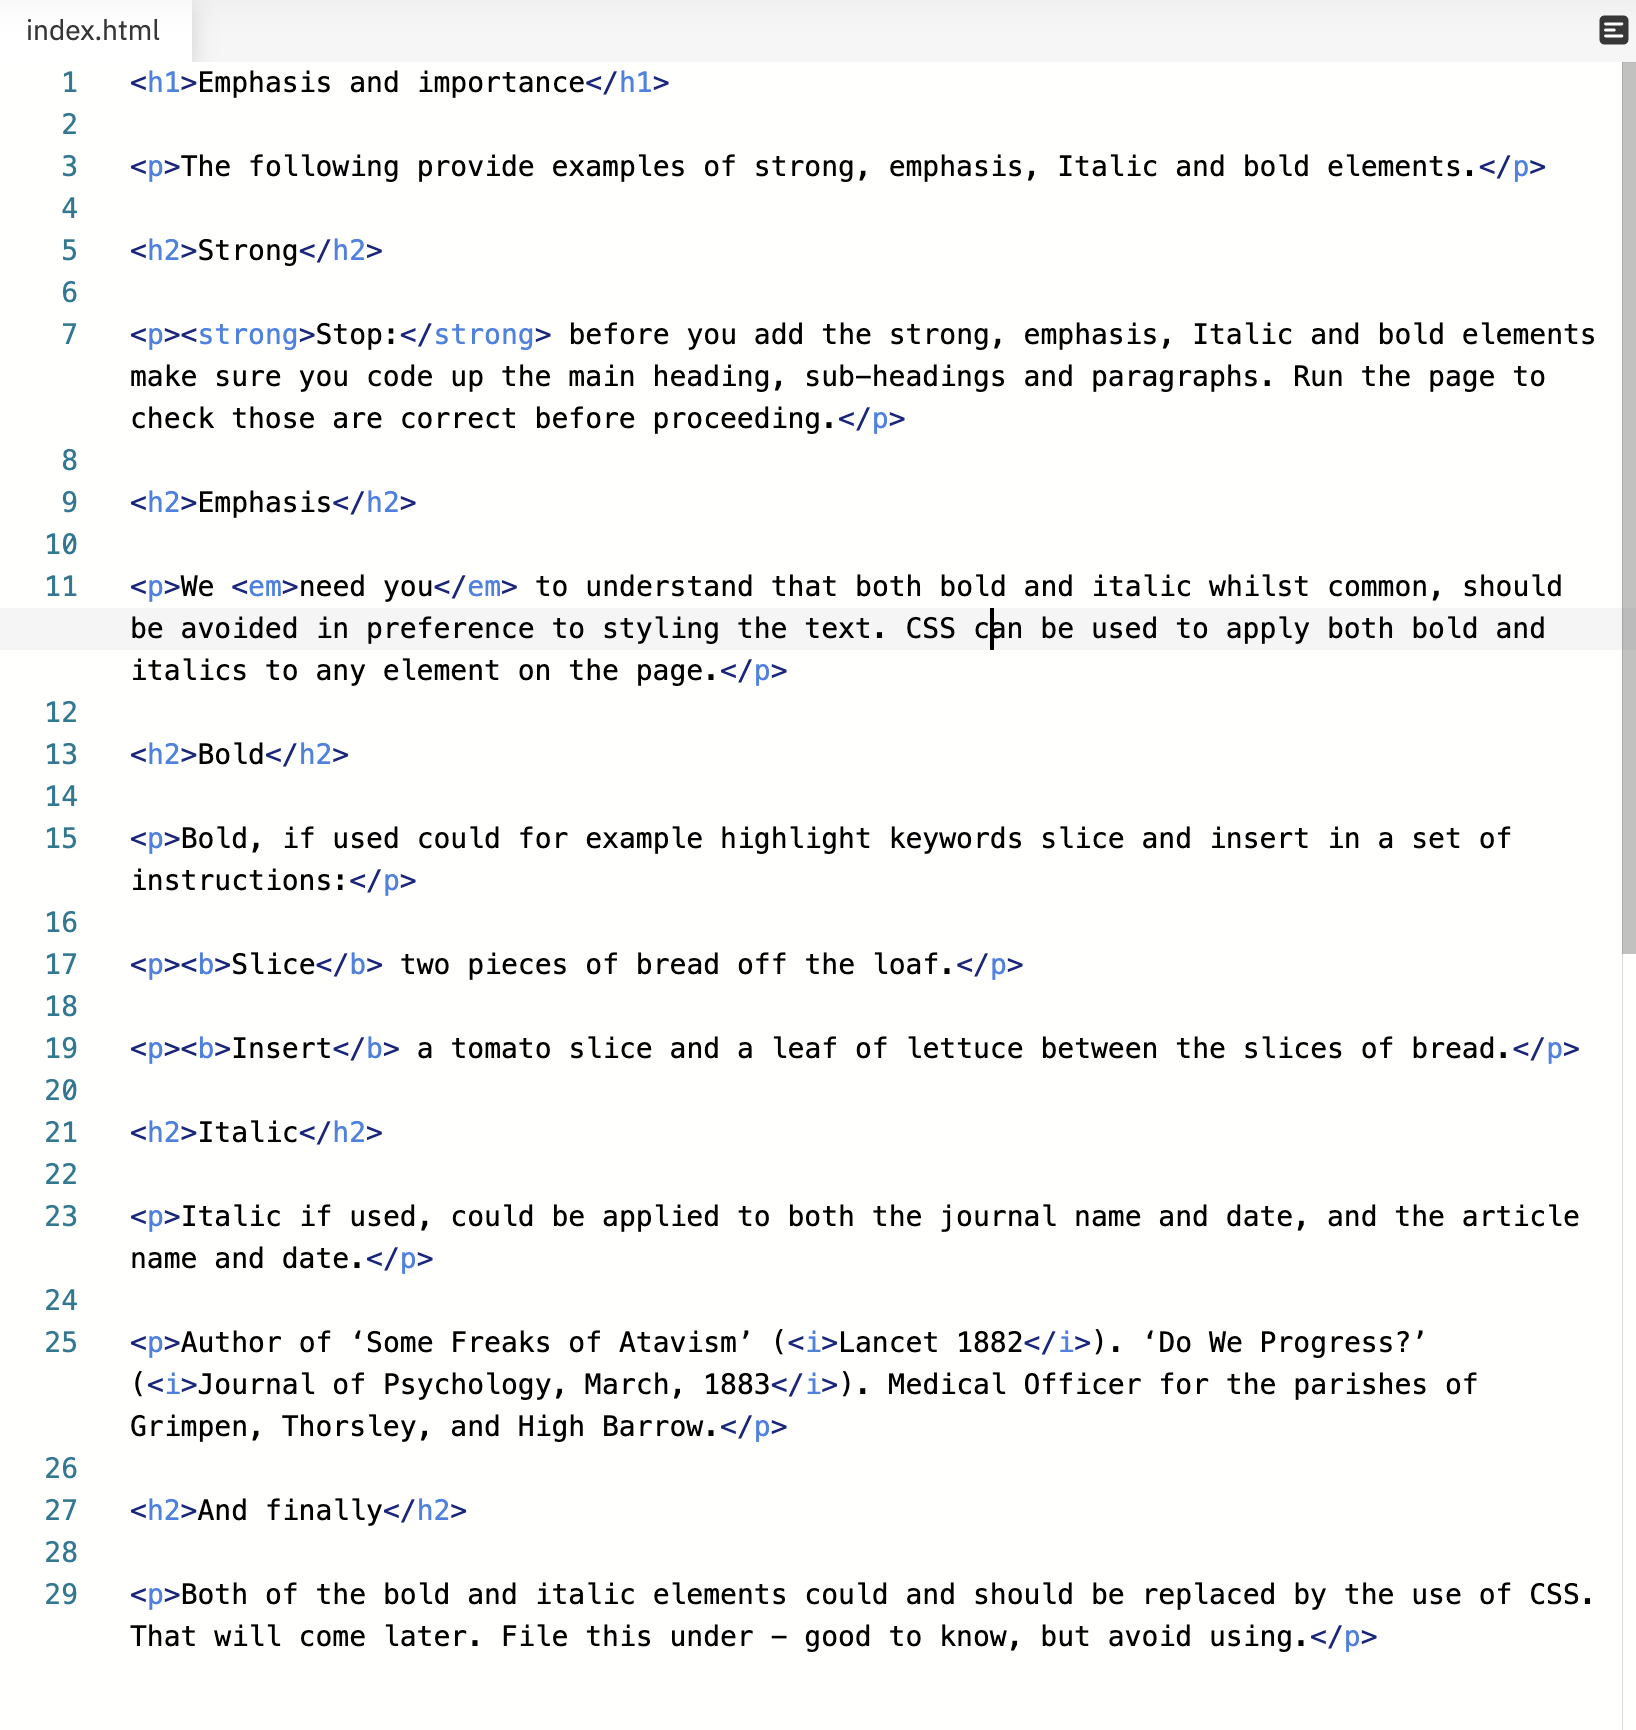 index.html
1 <h1>Emphasis and importance</h1>
2
3 <p>The following provide examples of strong, emphasis, Italic and bold elements.</p>
4
5 <h2>Strong</h2>
6
7 <p><strong>Stop:</strong> before you add the strong, emphasis, Italic and bold elements
make sure you code up the main heading, sub-headings and paragraphs. Run the page to
check those are correct before proceeding.</p>
8
9 <h2>Emphasis</h2>
10
11 <p>We <em>need you</em> to understand that both bold and italic whilst common, should
be avoided in preference to styling the text. CSS can be used to apply both bold and
italics to any element on the page.</p>
12
13 <h2>Bold</h2>
14
15 <p>Bold, if used could for example highlight keywords slice and insert in a set of
instructions:</p>
16
17 <p><b>Slice</b> two pieces of bread off the loaf.</p>
18
19 <p><b>Insert</b> a tomato slice and a leaf of lettuce between the slices of bread.</p>
20
21 <h2>Italic</h2>
22
23 <p>Italic if used, could be applied to both the journal name and date, and the article
name and date.</p>
24
25 <p>Author of ‘Some Freaks of Atavism’ (<i>Lancet 1882</i>). ‘Do We Progress?’
(<i>Journal of Psychology, March, 1883</i>). Medical Officer for the parishes of
Grimpen, Thorsley, and High Barrow.</p>
26
27 <h2>And finally</h2>
28
29 <p>Both of the bold and italic elements could and should be replaced by the use of CSS.
That will come later. File this under – good to know, but avoid using.</p>